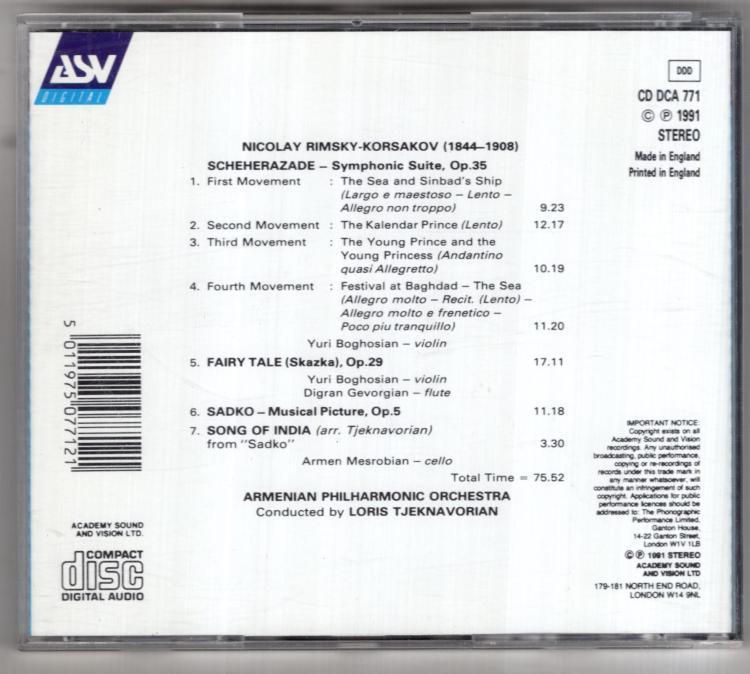 ASV
DIGITAL
DDD
CD DCA 771
© ℗ 1991
STEREO
Made in England
Printed in England
NICOLAY RIMSKY-KORSAKOV (1844–1908)
SCHEHERAZADE – Symphonic Suite, Op.35
1. First Movement : The Sea and Sinbad's Ship
(Largo e maestoso – Lento –
Allegro non troppo) 9.23
2. Second Movement : The Kalendar Prince (Lento) 12.17
3. Third Movement : The Young Prince and the
Young Princess (Andantino
quasi Allegretto) 10.19
4. Fourth Movement : Festival at Baghdad – The Sea
(Allegro molto – Recit. (Lento) –
Allegro molto e frenetico –
Poco piu tranquillo) 11.20
Yuri Boghosian – violin
5. FAIRY TALE (Skazka), Op.29 17.11
Yuri Boghosian – violin
Digran Gevorgian – flute
6. SADKO – Musical Picture, Op.5 11.18
7. SONG OF INDIA (arr. Tjeknavorian)
from "Sadko" 3.30
Armen Mesrobian – cello
Total Time = 75.52
ARMENIAN PHILHARMONIC ORCHESTRA
Conducted by LORIS TJEKNAVORIAN
5 011975 077121
ACADEMY SOUND
AND VISION LTD.
COMPACT
disc
DIGITAL AUDIO
IMPORTANT NOTICE:
Copyright exists on all
Academy Sound and Vision
recordings. Any unauthorised
broadcasting, public performance,
copying or re-recordings of
records under this trade mark in
any manner whatsoever, will
constitute an infringement of such
copyright. Applications for public
performance licences should be
addressed to: The Phonographic
Performance Limited,
Ganton House,
14-22 Ganton Street,
London W1V 1LB
© ℗ 1991 STEREO
ACADEMY SOUND
AND VISION LTD
179-181 NORTH END ROAD,
LONDON W14 9NL